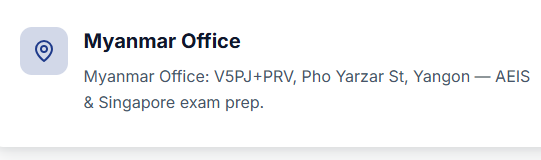 Myanmar Office
Myanmar Office: V5PJ+PRV, Pho Yarzar St, Yangon — AEIS
& Singapore exam prep.